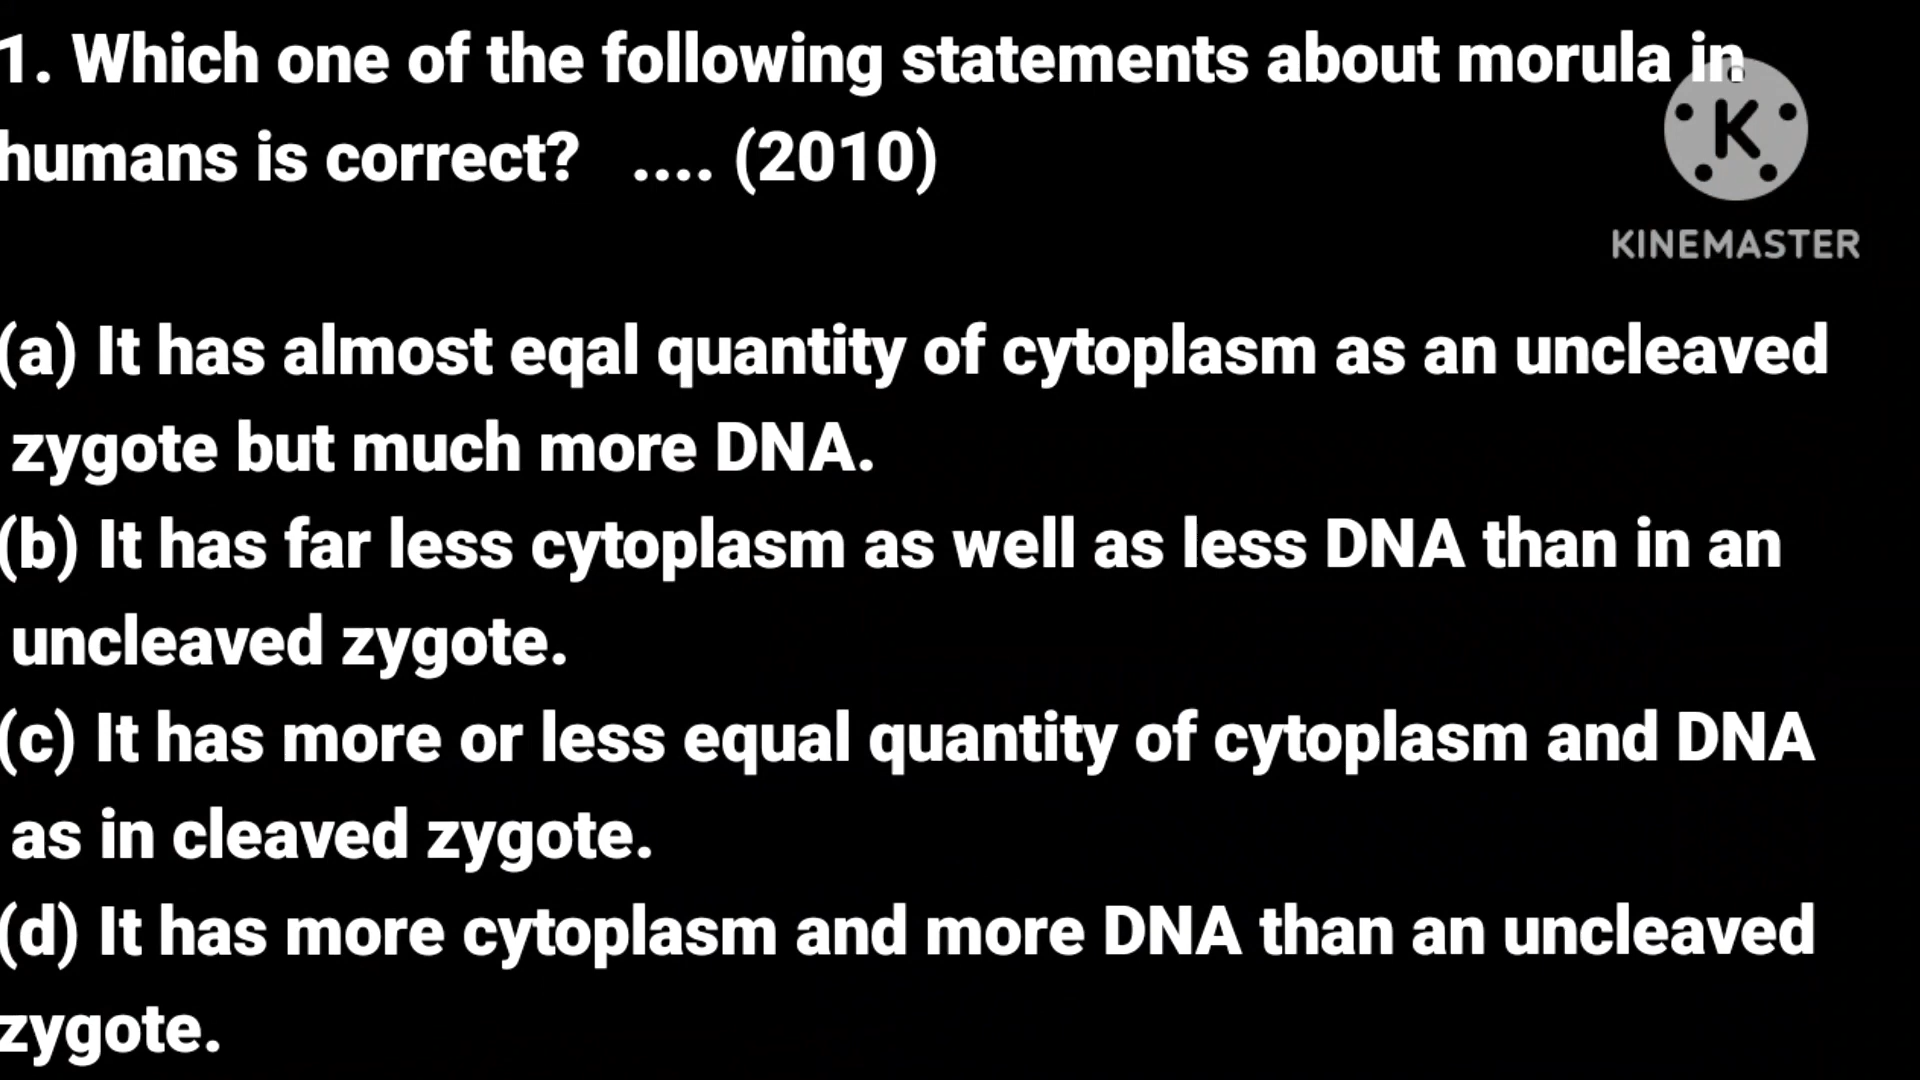 1. Which one of the following statements about morula in
humans is correct? .... (2010)
K
KINEMASTER
(a) It has almost eqal quantity of cytoplasm as an uncleaved
zygote but much more DNA.
(b) It has far less cytoplasm as well as less DNA than in an
uncleaved zygote.
(c) It has more or less equal quantity of cytoplasm and DNA
as in cleaved zygote.
(d) It has more cytoplasm and more DNA than an uncleaved
zygote.